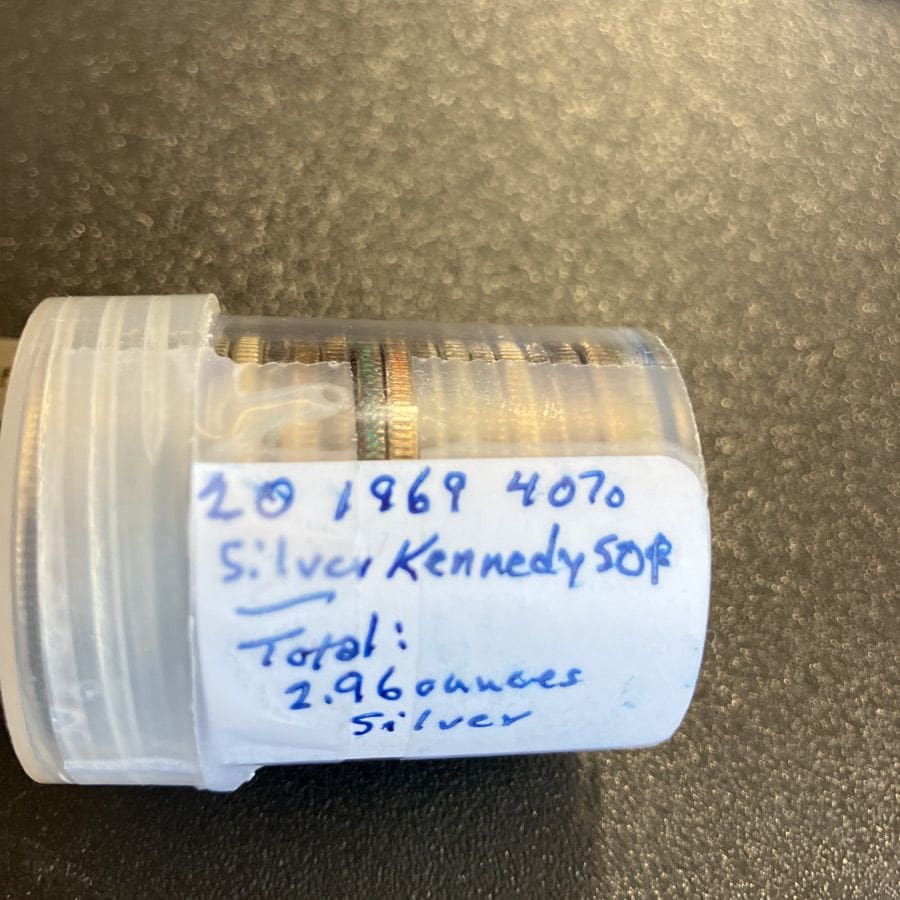 20 1969 40%
Silver Kennedy 50¢
Total:
2.96 ounces
Silver